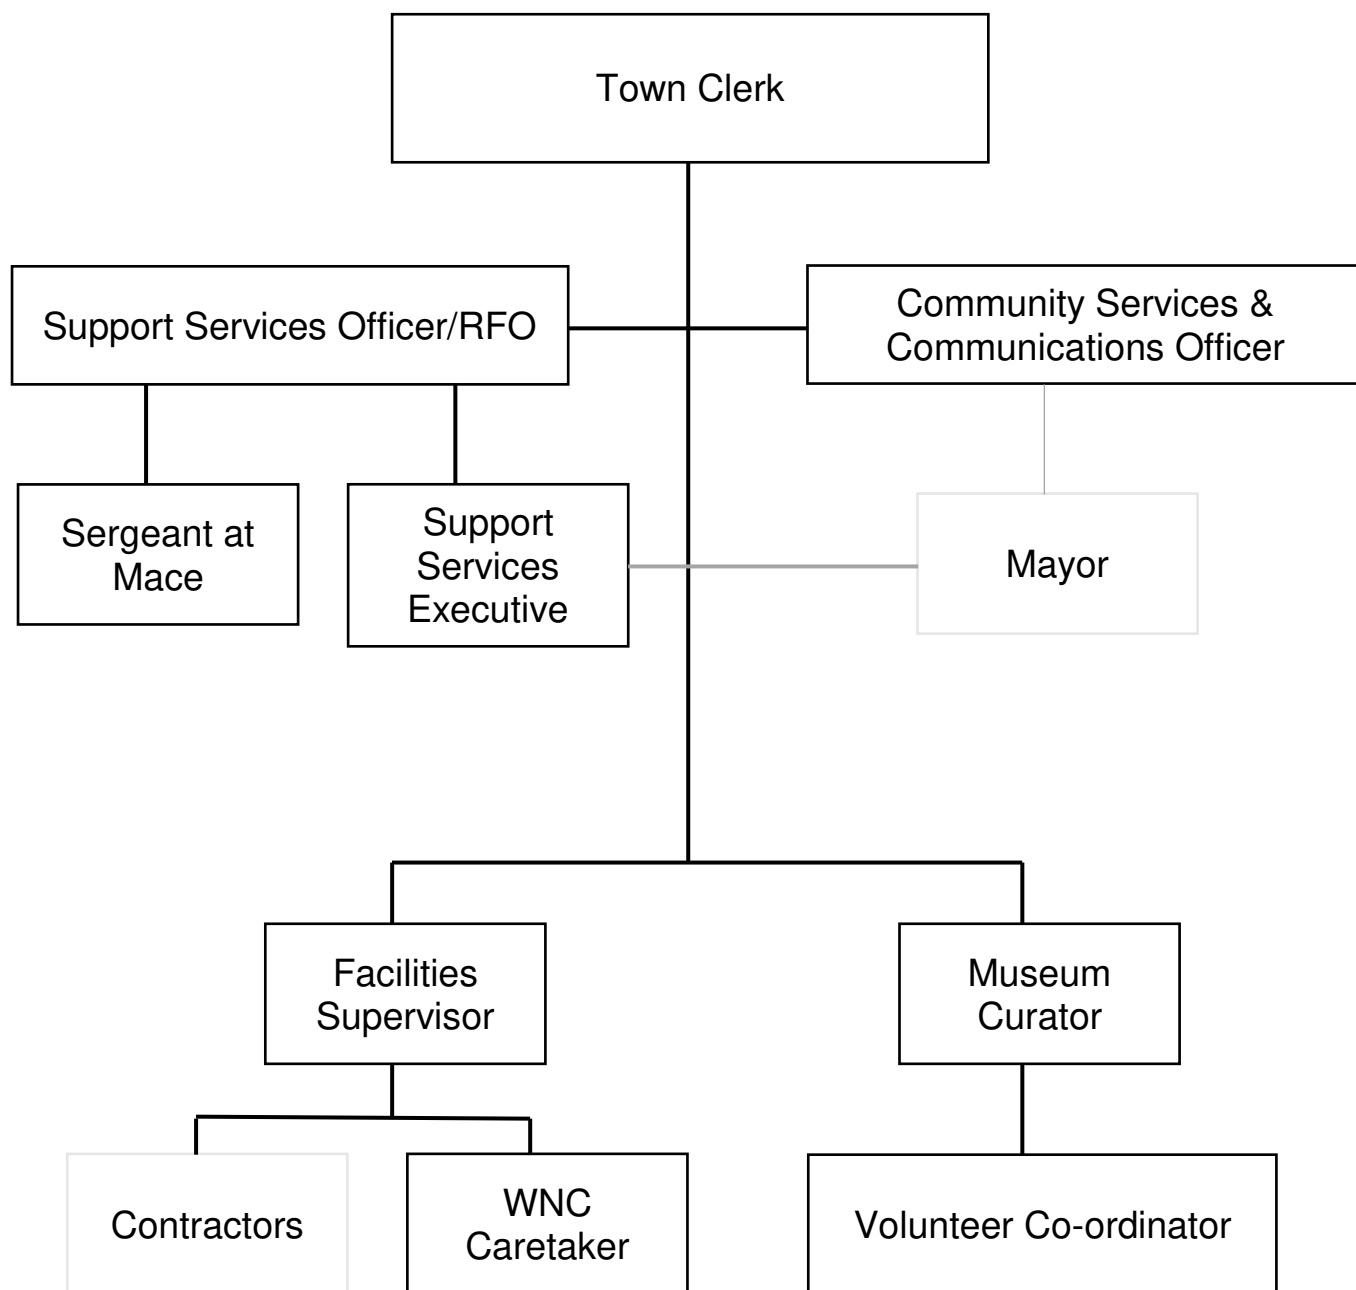 Town Clerk
Support Services Officer/RFO
Community Services &
Communications Officer
Sergeant at
Mace
Support
Services
Executive
Mayor
Facilities
Supervisor
Museum
Curator
Contractors
WNC
Caretaker
Volunteer Co-ordinator